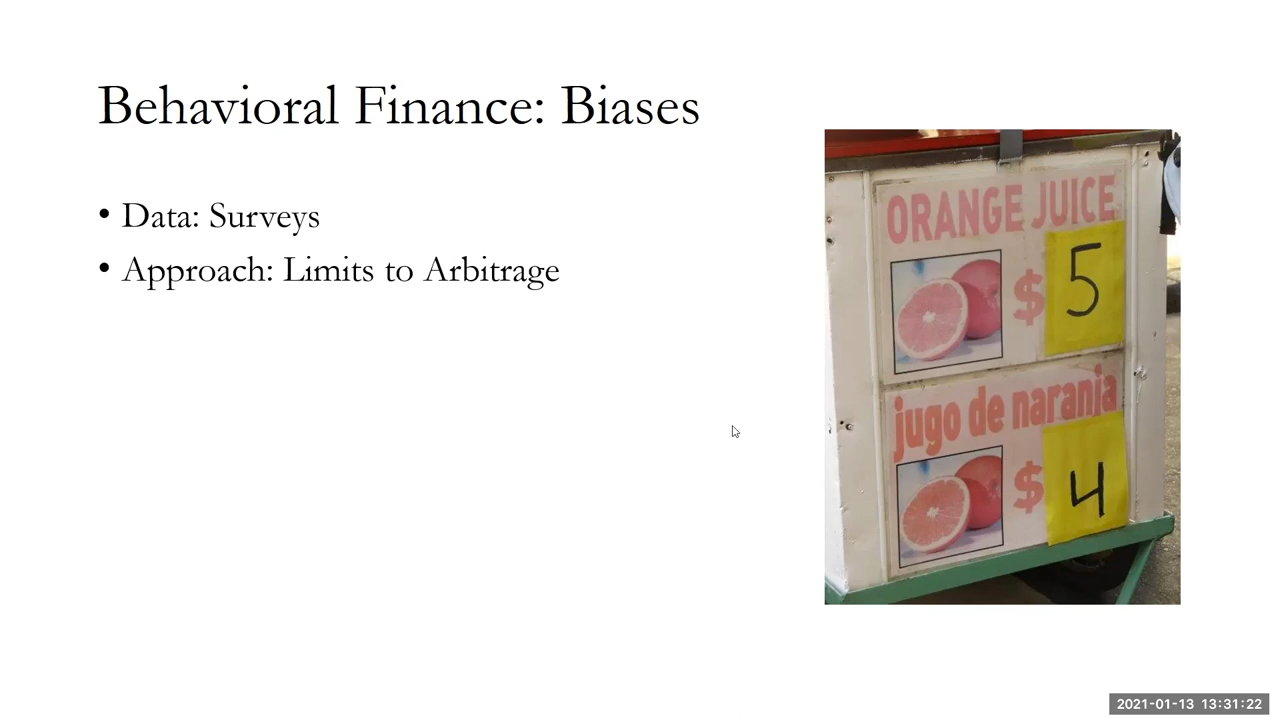 Behavioral Finance: Biases
• Data: Surveys
• Approach: Limits to Arbitrage
ORANGE JUICE
$ 5
jugo de naranja
$ 4
2021-01-13 13:31:22